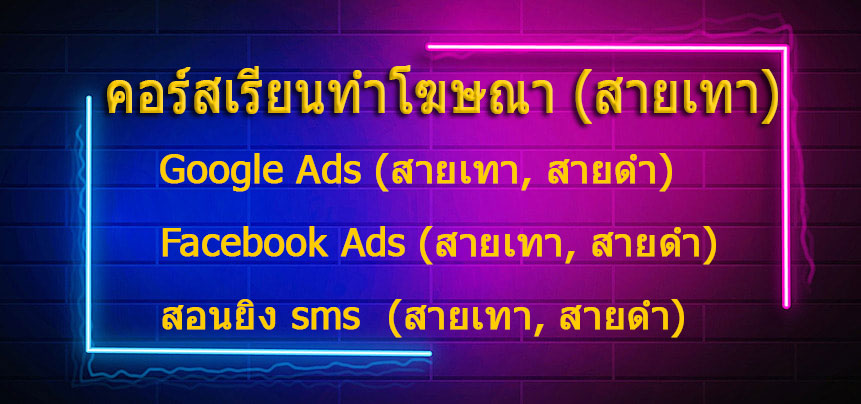 คอร์สเรียนทำโฆษณา (สายเทา)
Google Ads (สายเทา, สายดำ)
Facebook Ads (สายเทา, สายดำ)
สอนยิง sms (สายเทา, สายดำ)